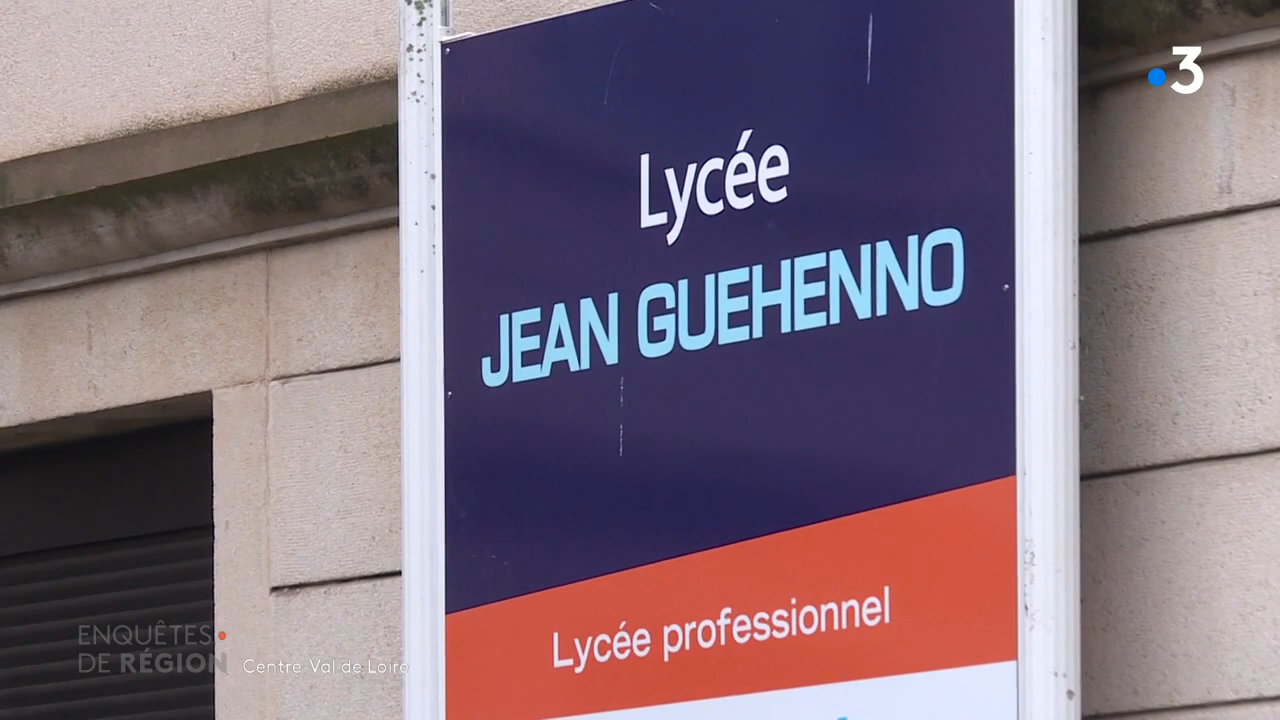 3
Lycée
JEAN GUEHENNO
Lycée professionnel
ENQUÊTES
DE RÉGION Centre-Val de Loire